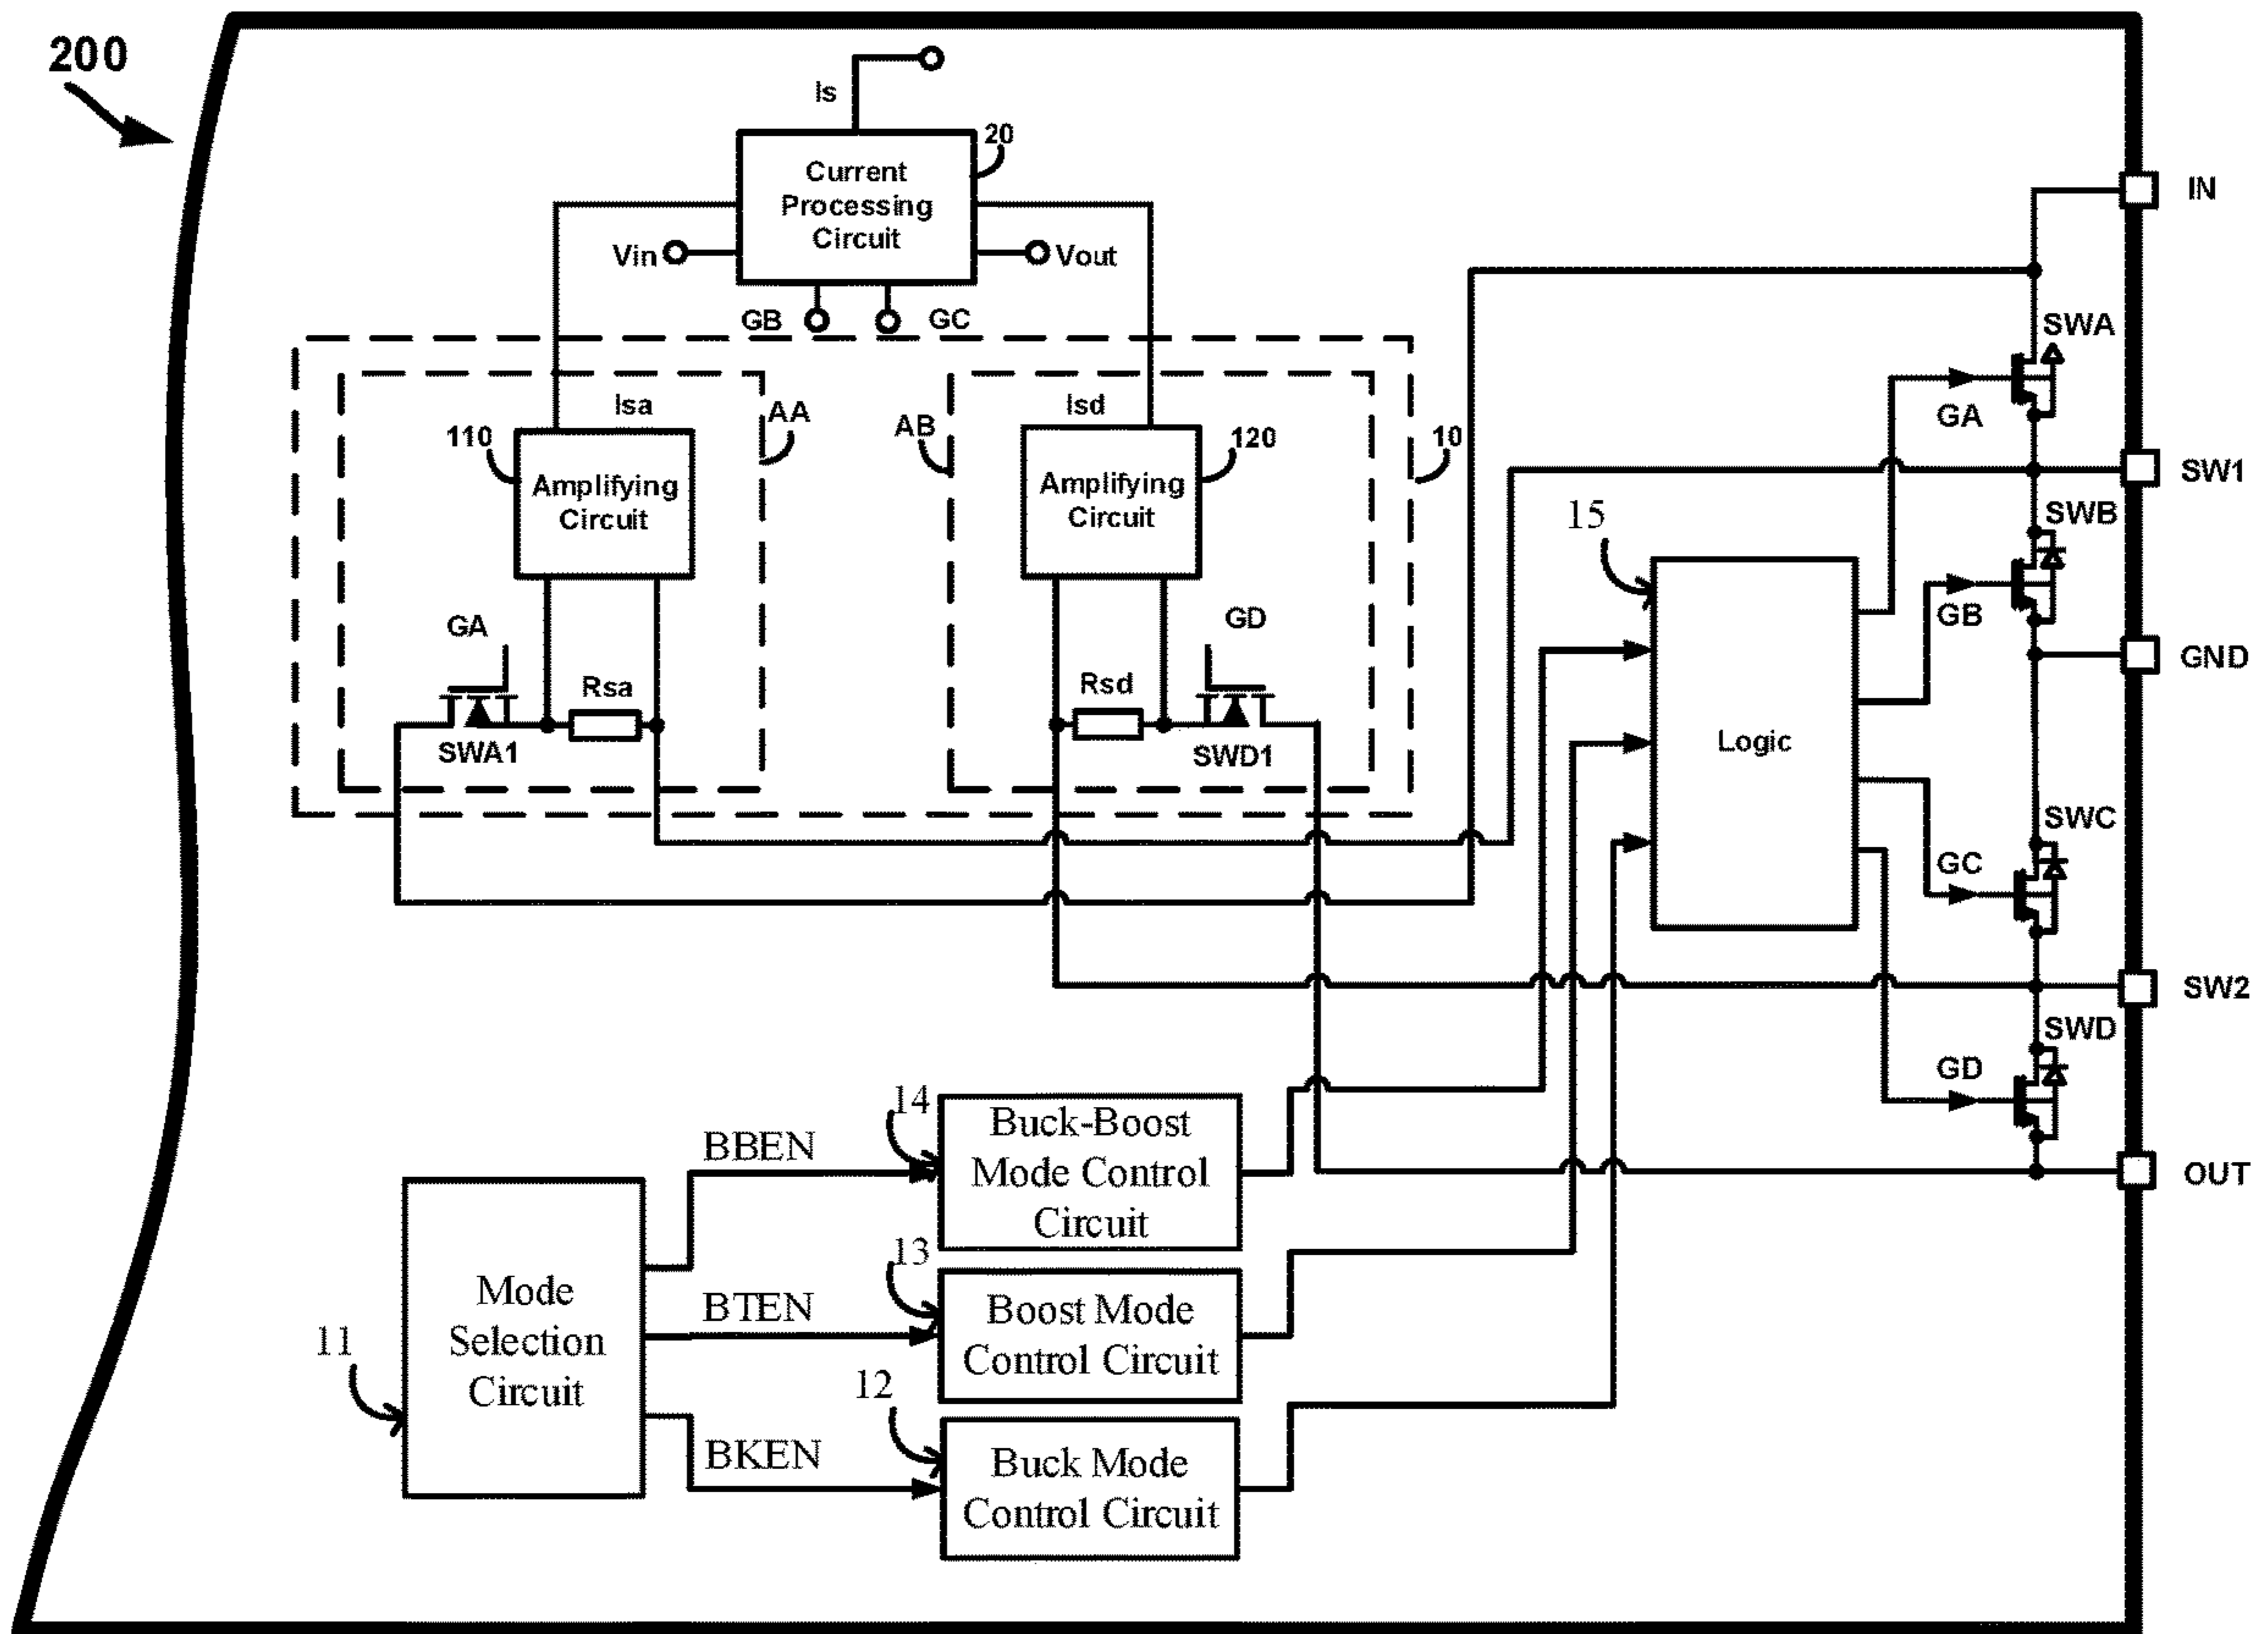 200
Is
20
Current
Processing
Circuit
Vin
Vout
GB
GC
IN
SWA
GA
SW1
SWB
GB
GND
SWC
GC
SW2
SWD
GD
OUT
Isa
AA
110
Amplifying
Circuit
GA
Rsa
SWA1
Isd
AB
120
10
Amplifying
Circuit
GD
Rsd
SWD1
15
Logic
14
BBEN
Buck-Boost
Mode Control
Circuit
13
BTEN
Boost Mode
Control Circuit
11
Mode
Selection
Circuit
12
BKEN
Buck Mode
Control Circuit